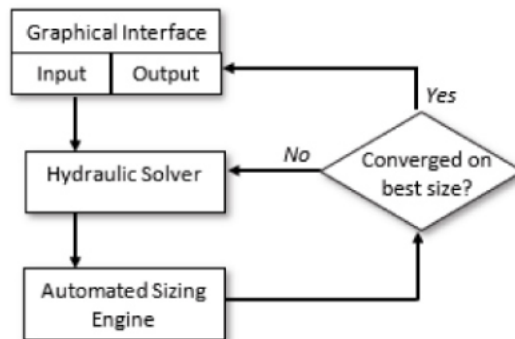 Graphical Interface
Input
Output
Yes
No
Converged on
best size?
Hydraulic Solver
Automated Sizing
Engine